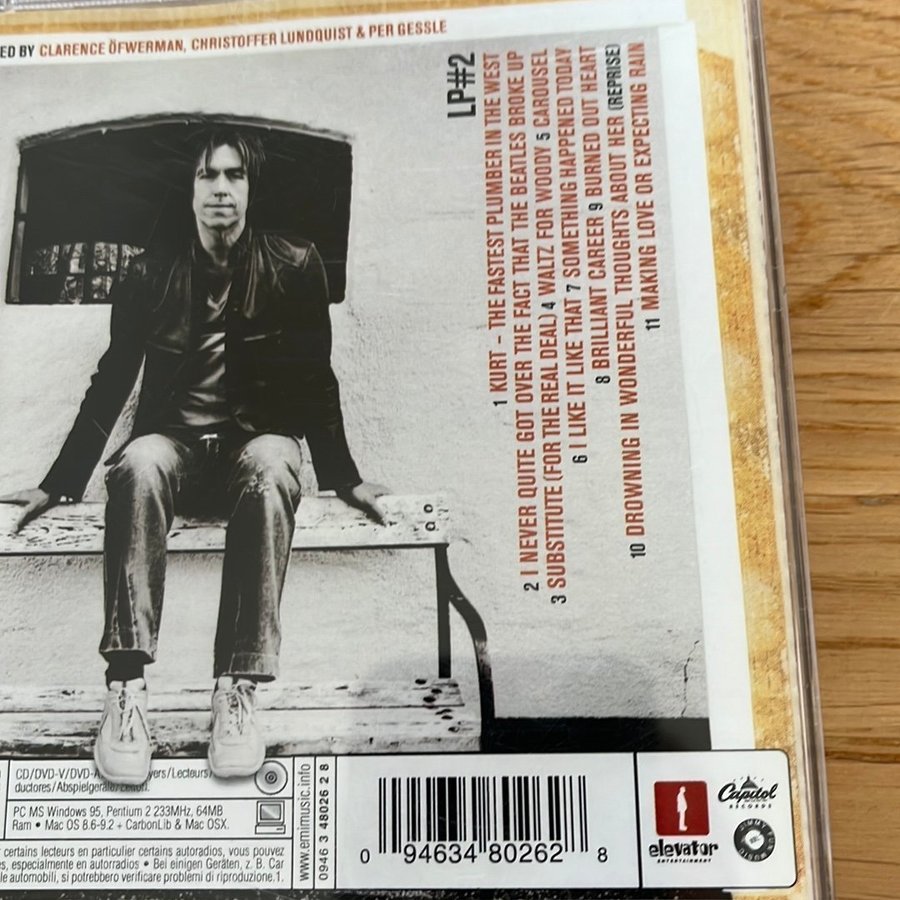 ED BY CLARENCE ÖFWERMAN, CHRISTOFFER LUNDQUIST & PER GESSLE
LP#2
1 KURT – THE FASTEST PLUMBER IN THE WEST
2 I NEVER QUITE GOT OVER THE FACT THAT THE BEATLES BROKE UP
3 SUBSTITUTE (FOR THE REAL DEAL) 4 WALTZ FOR WOODY 5 CAROUSEL
6 I LIKE IT LIKE THAT 7 SOMETHING HAPPENED TODAY
8 BRILLIANT CAREER 9 BURNED OUT HEART
10 DROWNING IN WONDERFUL THOUGHTS ABOUT HER (REPRISE)
11 MAKING LOVE OR EXPECTING RAIN
CD/DVD-V/DVD- yers/Lecteurs/
ductores/Abspielgeräte/
PC MS Windows 95, Pentium 2 233MHz, 64MB
Ram • Mac OS 8.6-9.2 + CarbonLib & Mac OSX.
certains lecteurs en particulier certains autoradios, vous pouvez
es, especialmente en autorradios • Bei einigen Geräten, z. B. Car
le automobili, si potrebbero verificare problemi di riproduzione.1.
www.emimusic.info
0946 3 48026 2 8
0 94634 80262 8
elevator
ENTERTAINMENT
Capitol
RECORDS